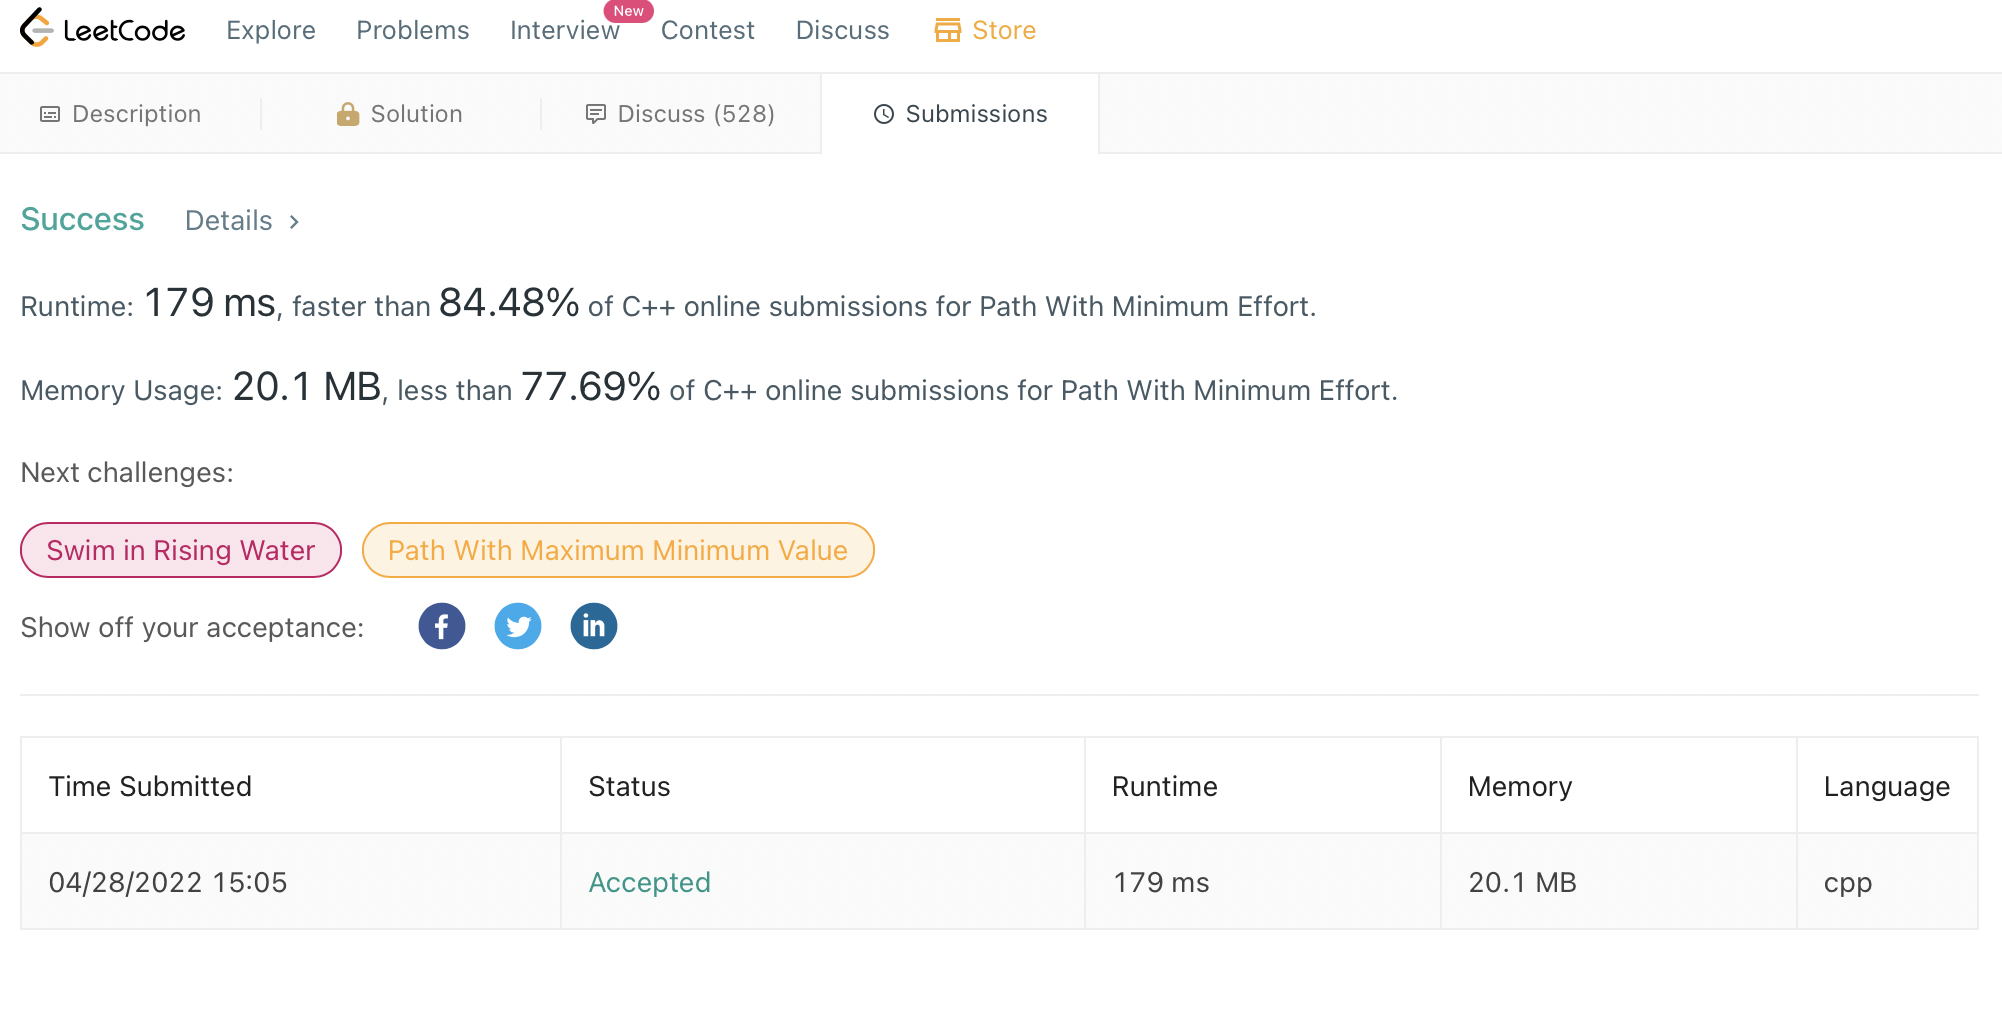 LeetCode Explore Problems Interview New Contest Discuss Store
Description Solution Discuss (528) Submissions
Success Details >
Runtime: 179 ms, faster than 84.48% of C++ online submissions for Path With Minimum Effort.
Memory Usage: 20.1 MB, less than 77.69% of C++ online submissions for Path With Minimum Effort.
Next challenges:
Swim in Rising Water Path With Maximum Minimum Value
Show off your acceptance: f in
Time Submitted Status Runtime Memory Language
04/28/2022 15:05 Accepted 179 ms 20.1 MB cpp